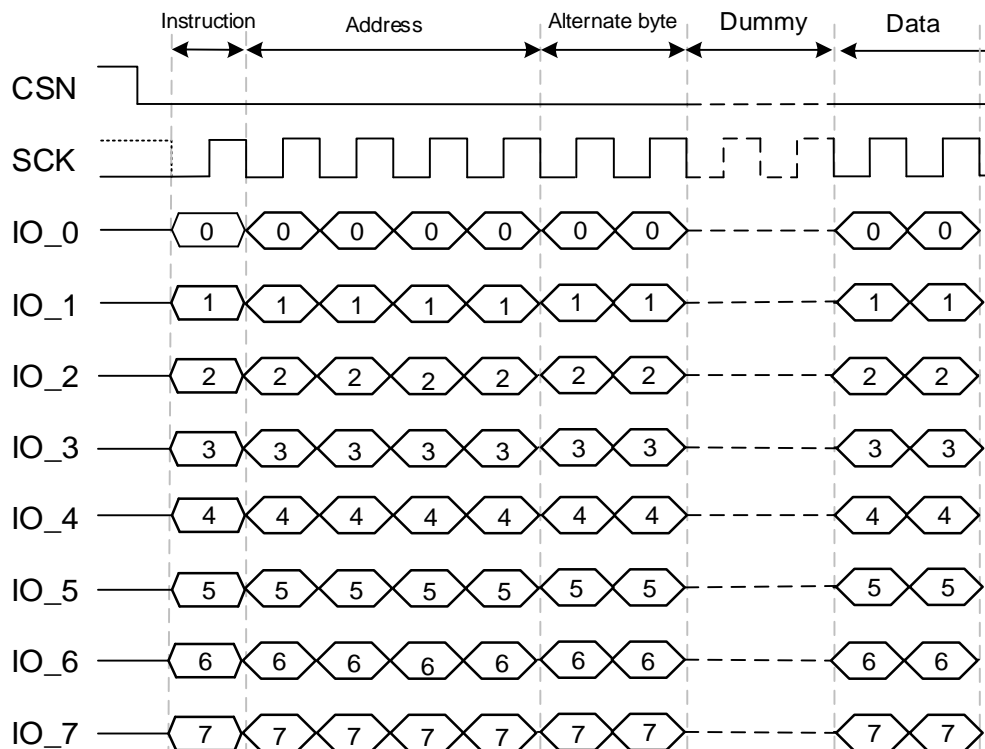 Instruction Address Alternate byte Dummy Data
CSN
SCK
IO_0 0 0 0 0 0 0 0 0 0
IO_1 1 1 1 1 1 1 1 1 1
IO_2 2 2 2 2 2 2 2 2 2
IO_3 3 3 3 3 3 3 3 3 3
IO_4 4 4 4 4 4 4 4 4 4
IO_5 5 5 5 5 5 5 5 5 5
IO_6 6 6 6 6 6 6 6 6 6
IO_7 7 7 7 7 7 7 7 7 7